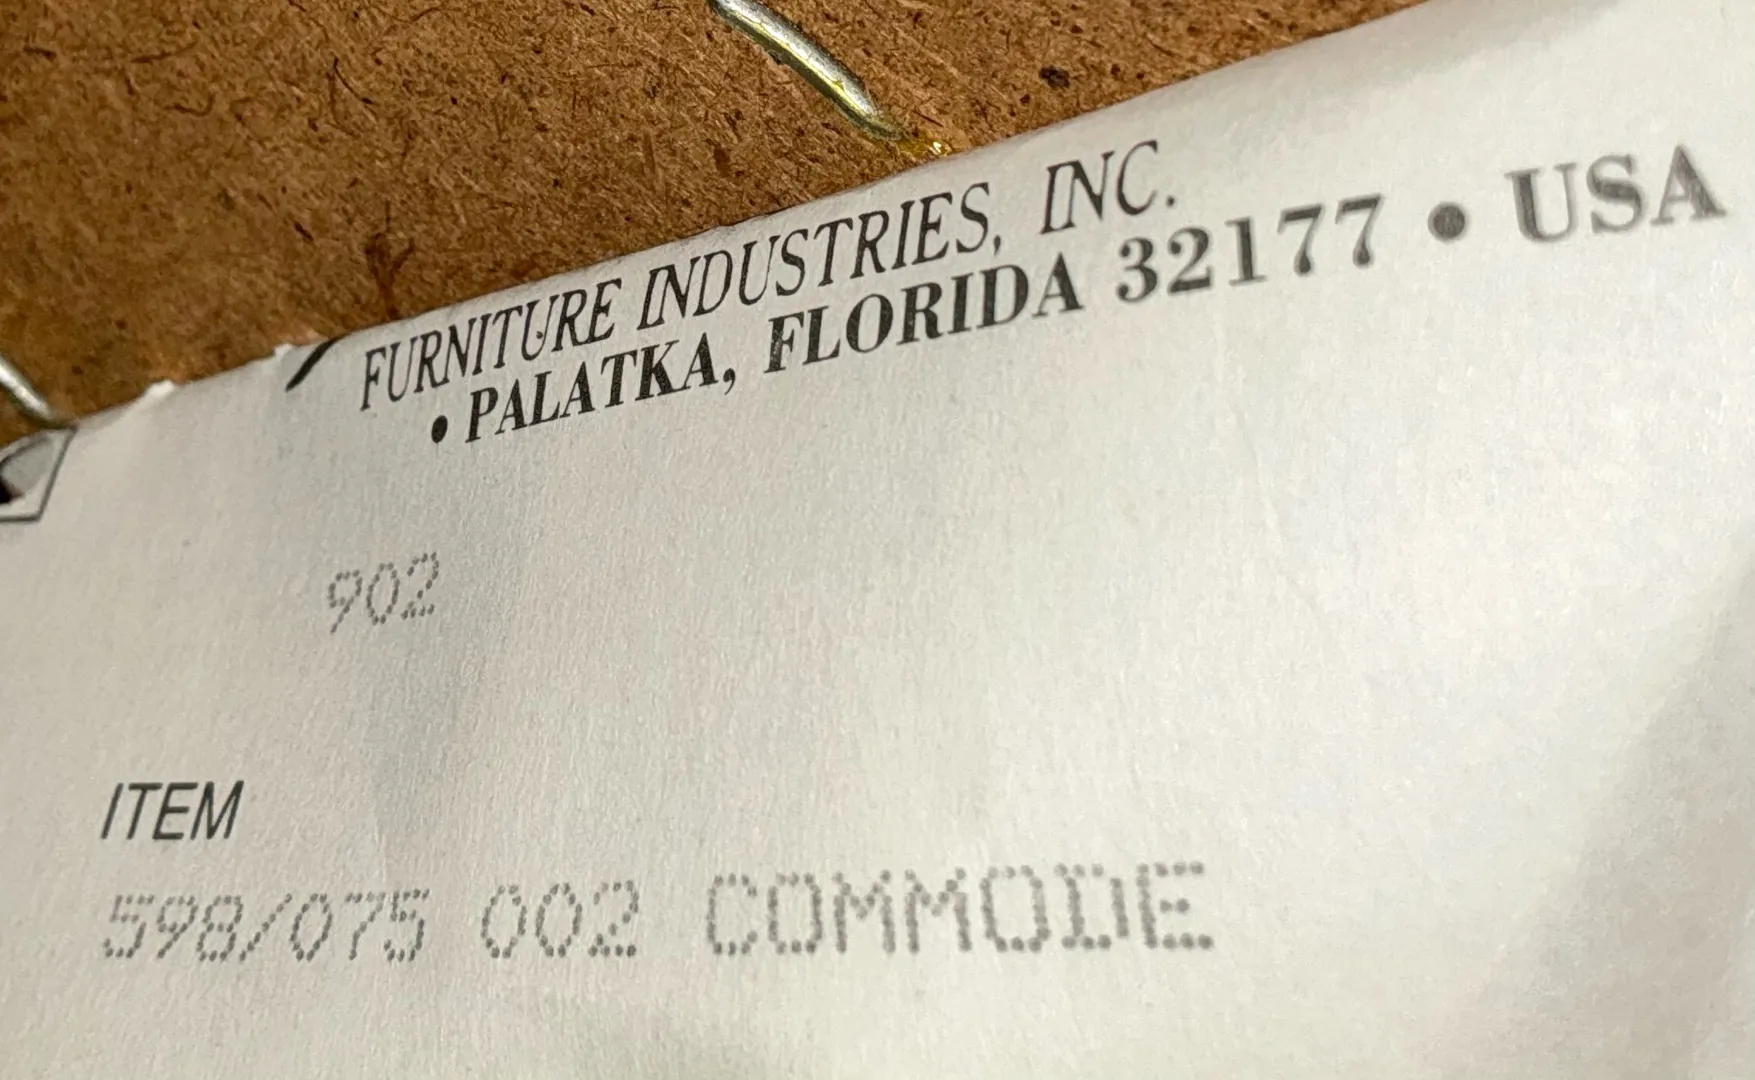 FURNITURE INDUSTRIES, INC.
• PALATKA, FLORIDA 32177 • USA
902
ITEM
598/075 002 COMMODE